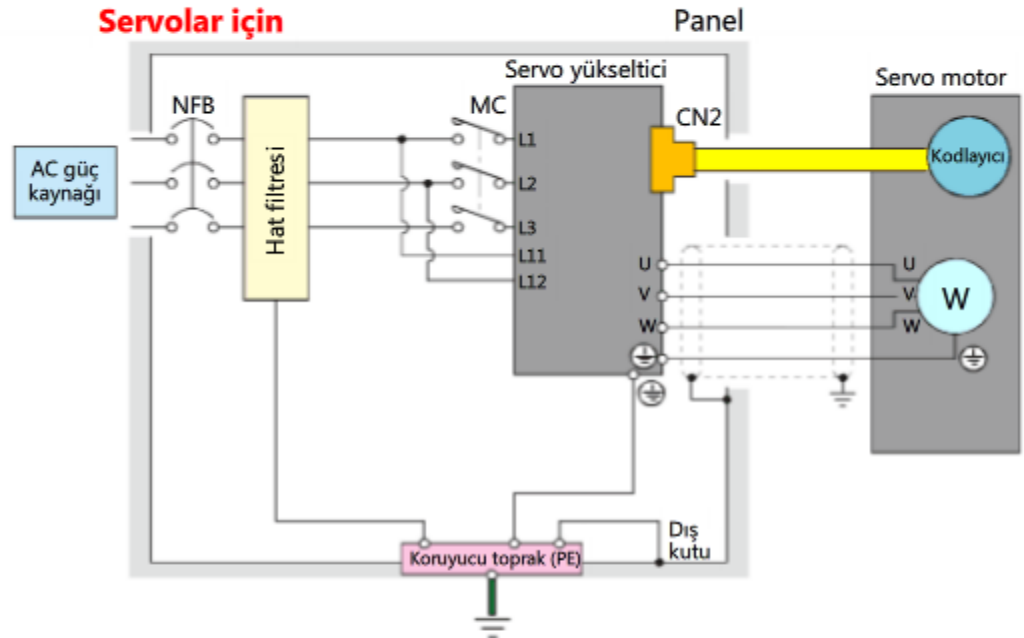 Servolar için
Panel
Servo yükseltici
Servo motor
NFB
MC
CN2
L1
AC güç
kaynağı
Kodlayıcı
L2
Hat filtresi
L3
L11
L12
U
U
V
V
W
W
W
Dış
kutu
Koruyucu toprak (PE)